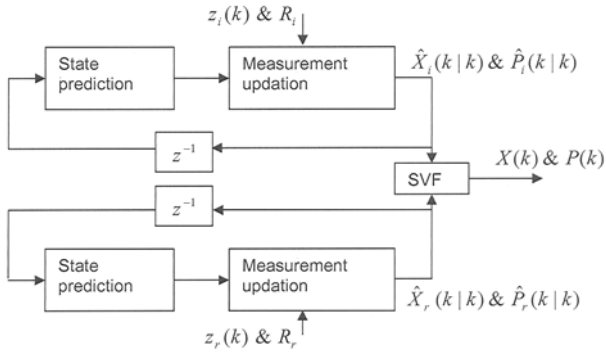 z_i(k) & R_i
State prediction
Measurement updation
X̂_i(k|k) & P̂_i(k|k)
z⁻¹
X(k) & P(k)
SVF
z⁻¹
State prediction
Measurement updation
X̂_r(k|k) & P̂_r(k|k)
z_r(k) & R_r